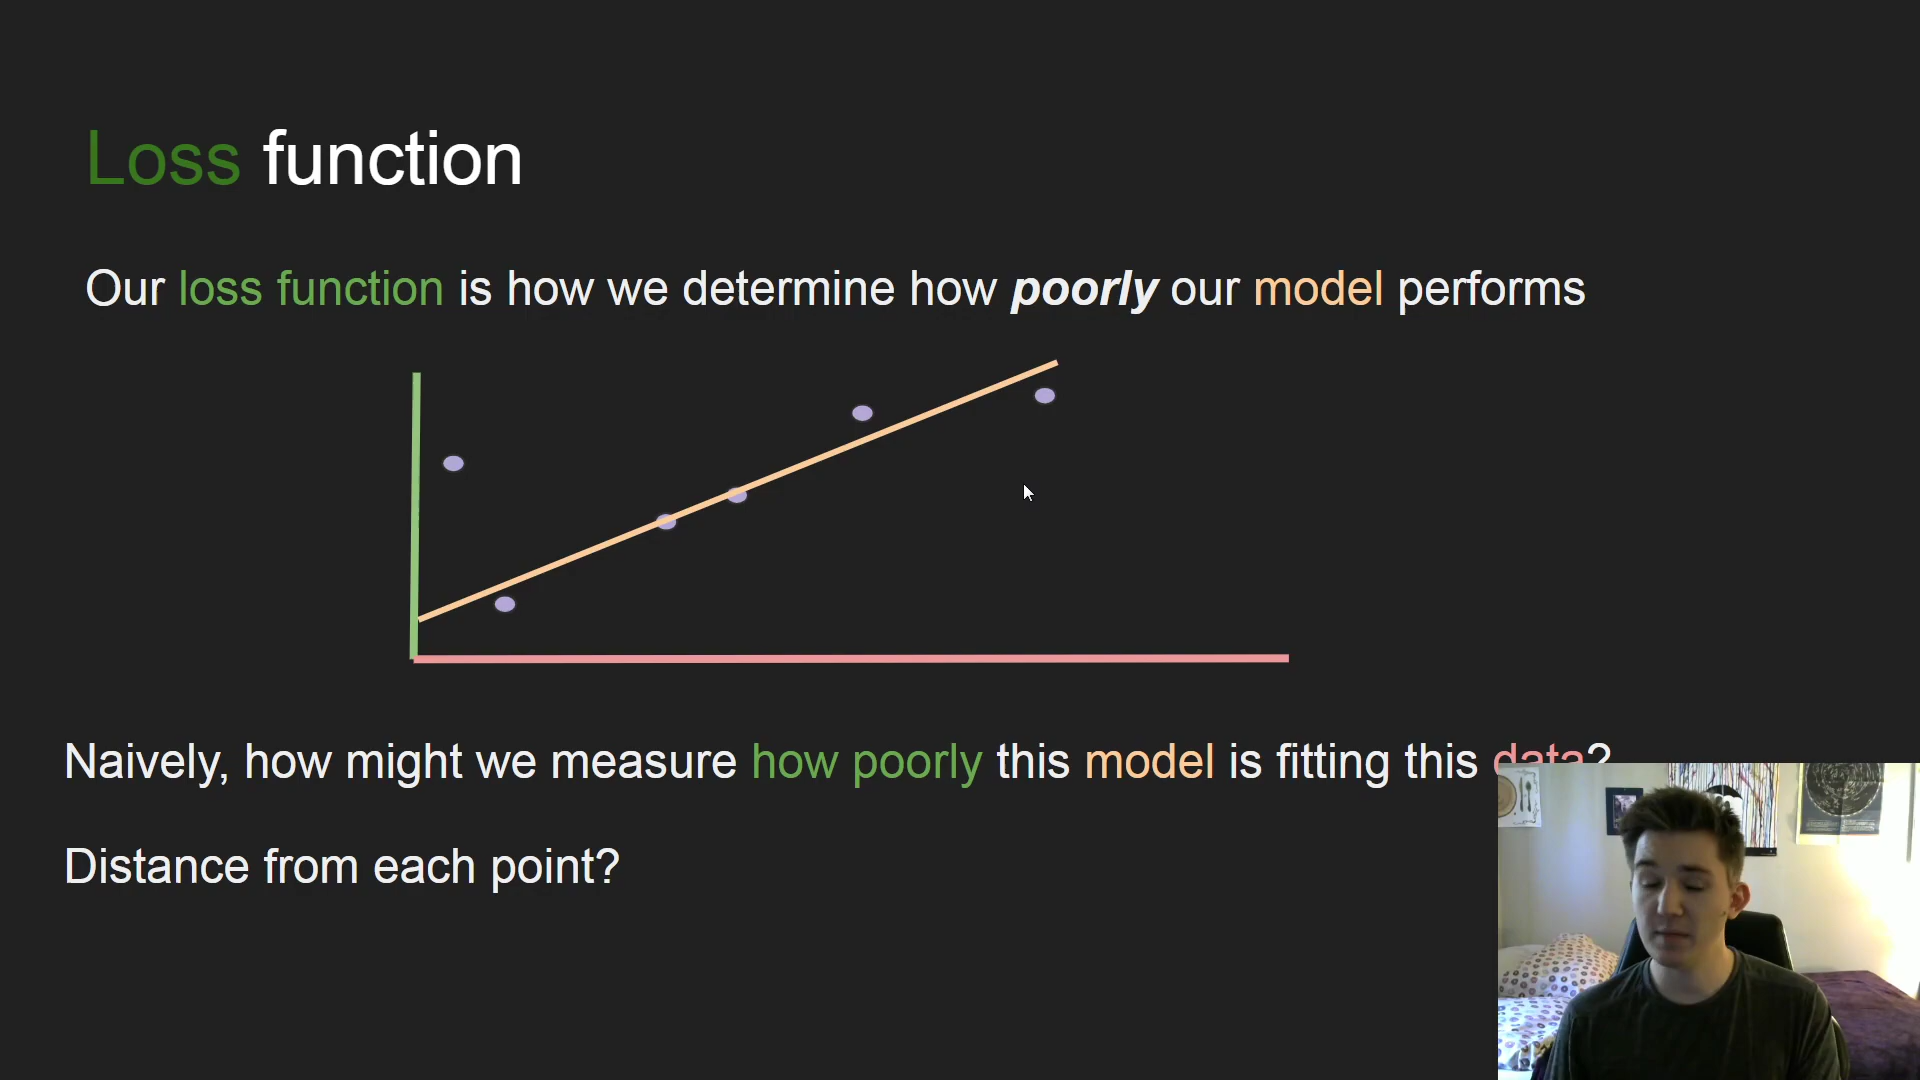 Loss function
Our loss function is how we determine how poorly our model performs
Naively, how might we measure how poorly this model is fitting this data?
Distance from each point?